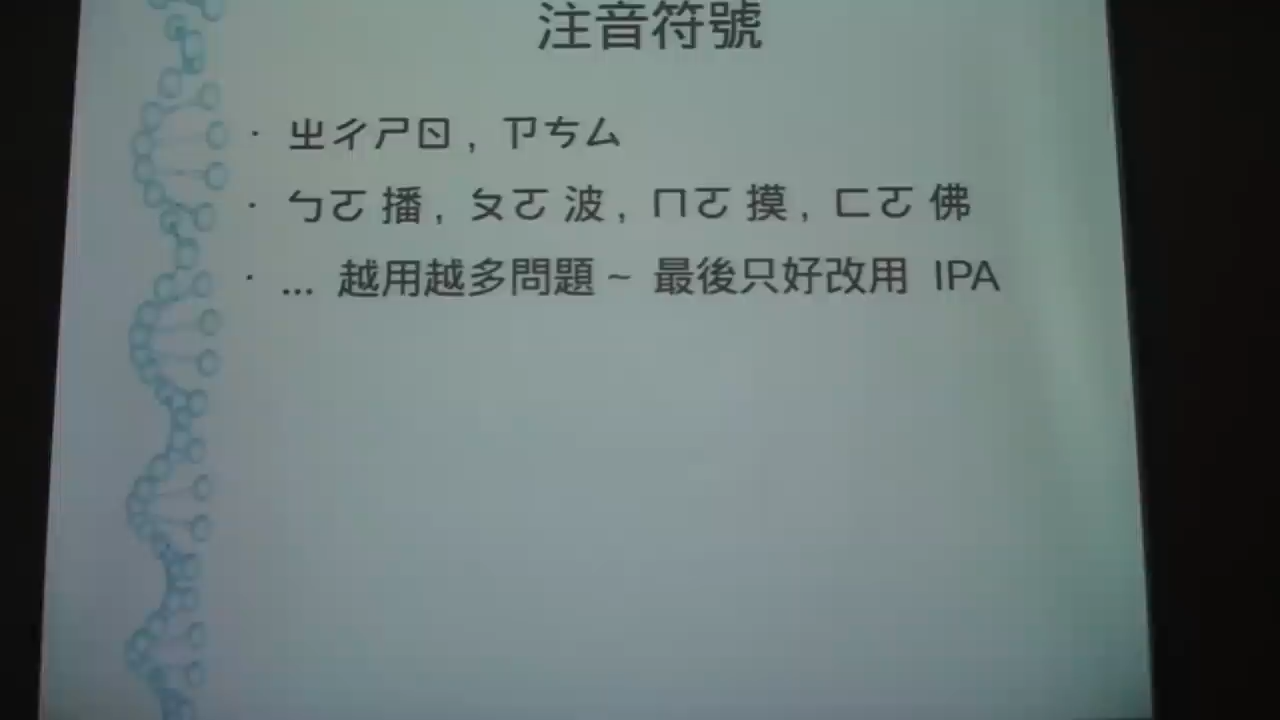 注音符號
· ㄓㄔㄕㄖ, ㄗㄘㄙ
· ㄅㄛ 播, ㄆㄛ 波, ㄇㄛ 摸, ㄈㄛ 佛
· ... 越用越多問題~ 最後只好改用 IPA